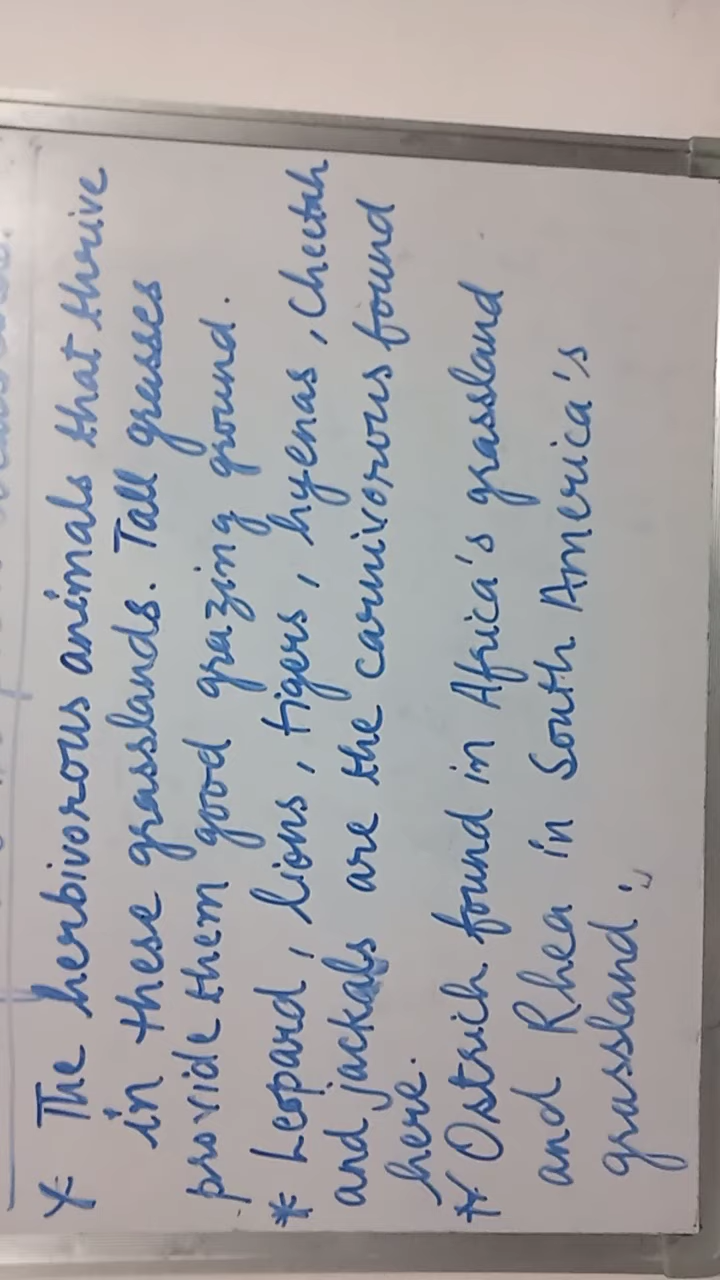 * The herbivorous animals that thrive
in these grasslands. Tall grasses
provide them good grazing ground.
* Leopard, lions, tigers, hyenas, Cheetah
and jackals are the carnivorous found
here.
* Ostrich found in Africa's grassland
and Rhea in South America's
grassland.